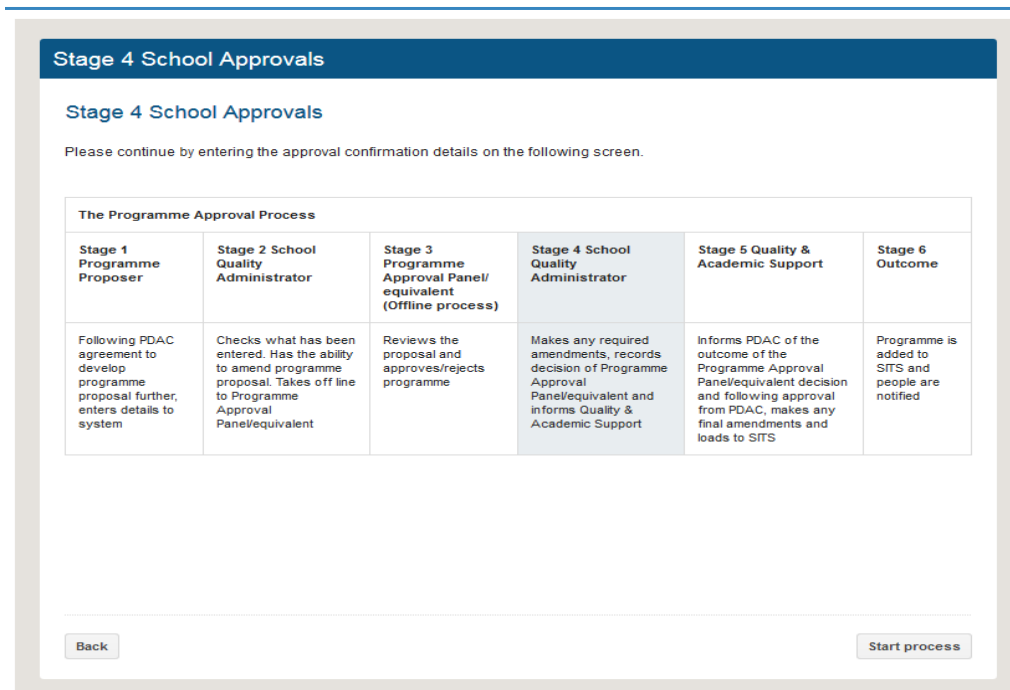 Stage 4 School Approvals
Stage 4 School Approvals
Please continue by entering the approval confirmation details on the following screen.
The Programme Approval Process
Stage 1
Programme
Proposer
Stage 2 School
Quality
Administrator
Stage 3
Programme
Approval Panel/
equivalent
(Offline process)
Stage 4 School
Quality
Administrator
Stage 5 Quality &
Academic Support
Stage 6
Outcome
Following PDAC
agreement to
develop
programme
proposal further,
enters details to
system
Checks what has been
entered. Has the ability
to amend programme
proposal. Takes off line
to Programme
Approval
Panel/equivalent
Reviews the
proposal and
approves/rejects
programme
Makes any required
amendments, records
decision of Programme
Approval
Panel/equivalent and
informs Quality &
Academic Support
Informs PDAC of the
outcome of the
Programme Approval
Panel/equivalent decision
and following approval
from PDAC, makes any
final amendments and
loads to SITS
Programme is
added to
SITS and
people are
notified
Back
Start process